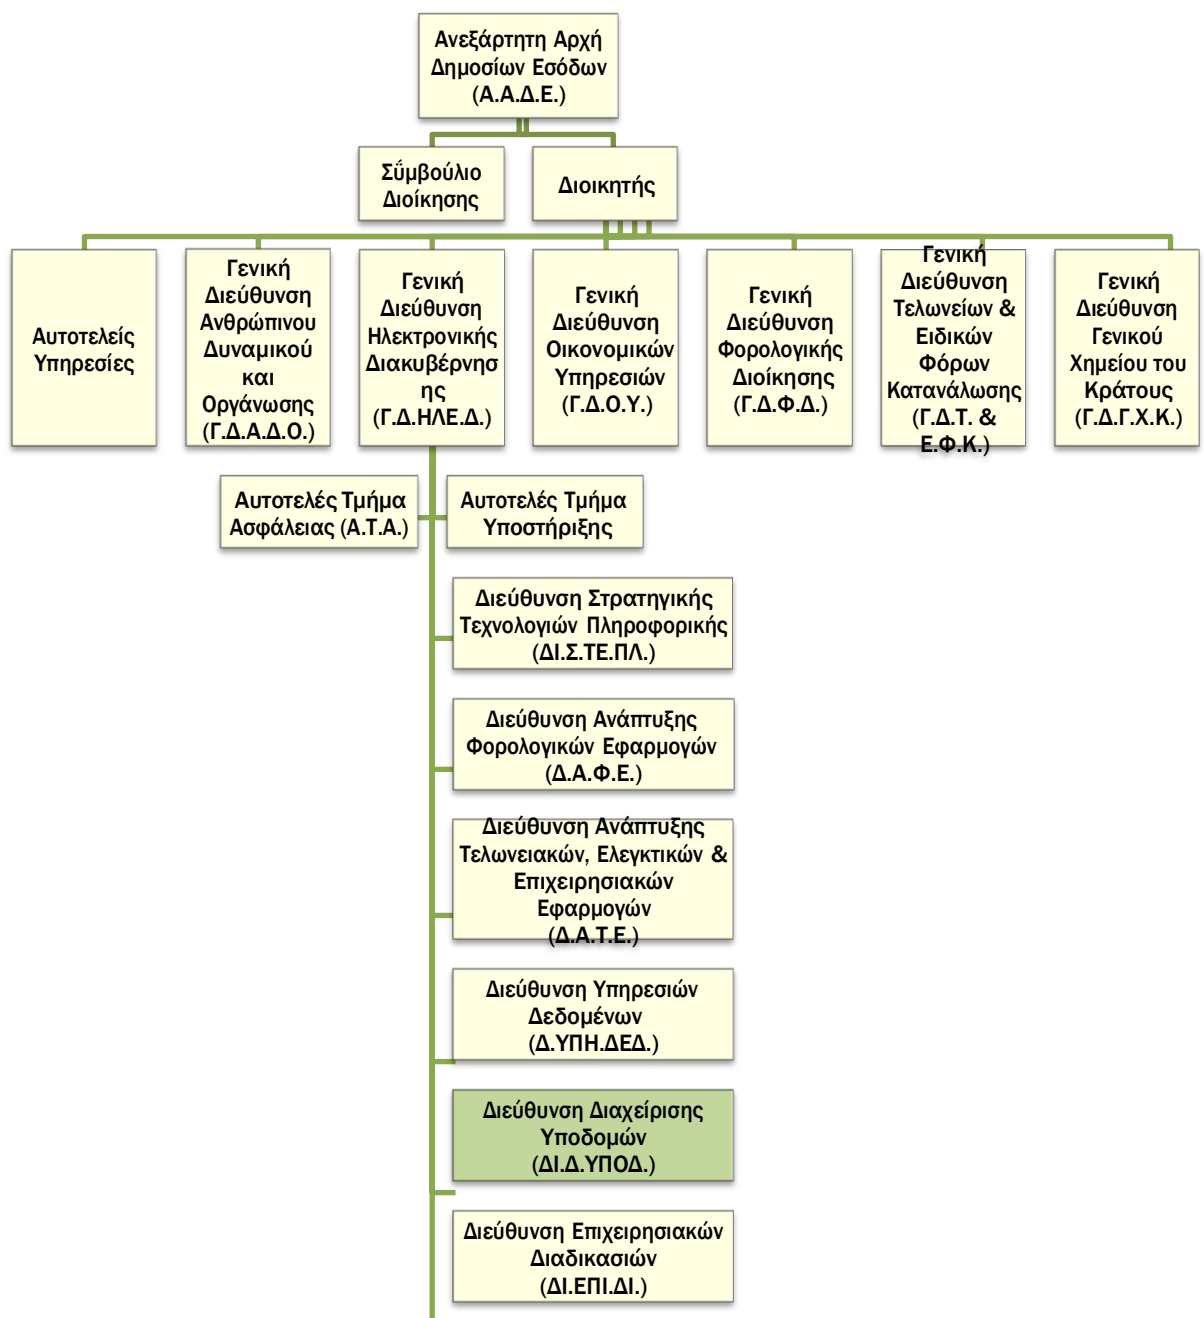 Ανεξάρτητη Αρχή
Δημοσίων Εσόδων
(Α.Α.Δ.Ε.)
Σΰμβούλιο
Διοίκησης
Διοικητής
Αυτοτελείς
Υπηρεσίες
Γενική
Διεύθυνση
Ανθρώπινου
Δυναμικού
και
Οργάνωσης
(Γ.Δ.Α.Δ.Ο.)
Γενική
Διεύθυνση
Ηλεκτρονικής
Διακυβέρνησ
ης
(Γ.Δ.ΗΛΕ.Δ.)
Γενική
Διεύθυνση
Οικονομικών
Υπηρεσιών
(Γ.Δ.Ο.Υ.)
Γενική
Διεύθυνση
Φορολογικής
Διοίκησης
(Γ.Δ.Φ.Δ.)
Γενική
Διεύθυνση
Τελωνείων &
Ειδικών
Φόρων
Κατανάλωσης
(Γ.Δ.Τ. &
Ε.Φ.Κ.)
Γενική
Διεύθυνση
Γενικού
Χημείου του
Κράτους
(Γ.Δ.Γ.Χ.Κ.)
Αυτοτελές Τμήμα
Ασφάλειας (Α.Τ.Α.)
Αυτοτελές Τμήμα
Υποστήριξης
Διεύθυνση Στρατηγικής
Τεχνολογιών Πληροφορικής
(ΔΙ.Σ.ΤΕ.ΠΛ.)
Διεύθυνση Ανάπτυξης
Φορολογικών Εφαρμογών
(Δ.Α.Φ.Ε.)
Διεύθυνση Ανάπτυξης
Τελωνειακών, Ελεγκτικών &
Επιχειρησιακών
Εφαρμογών
(Δ.Α.Τ.Ε.)
Διεύθυνση Υπηρεσιών
Δεδομένων
(Δ.ΥΠΗ.ΔΕΔ.)
Διεύθυνση Διαχείρισης
Υποδομών
(ΔΙ.Δ.ΥΠΟΔ.)
Διεύθυνση Επιχειρησιακών
Διαδικασιών
(ΔΙ.ΕΠΙ.ΔΙ.)